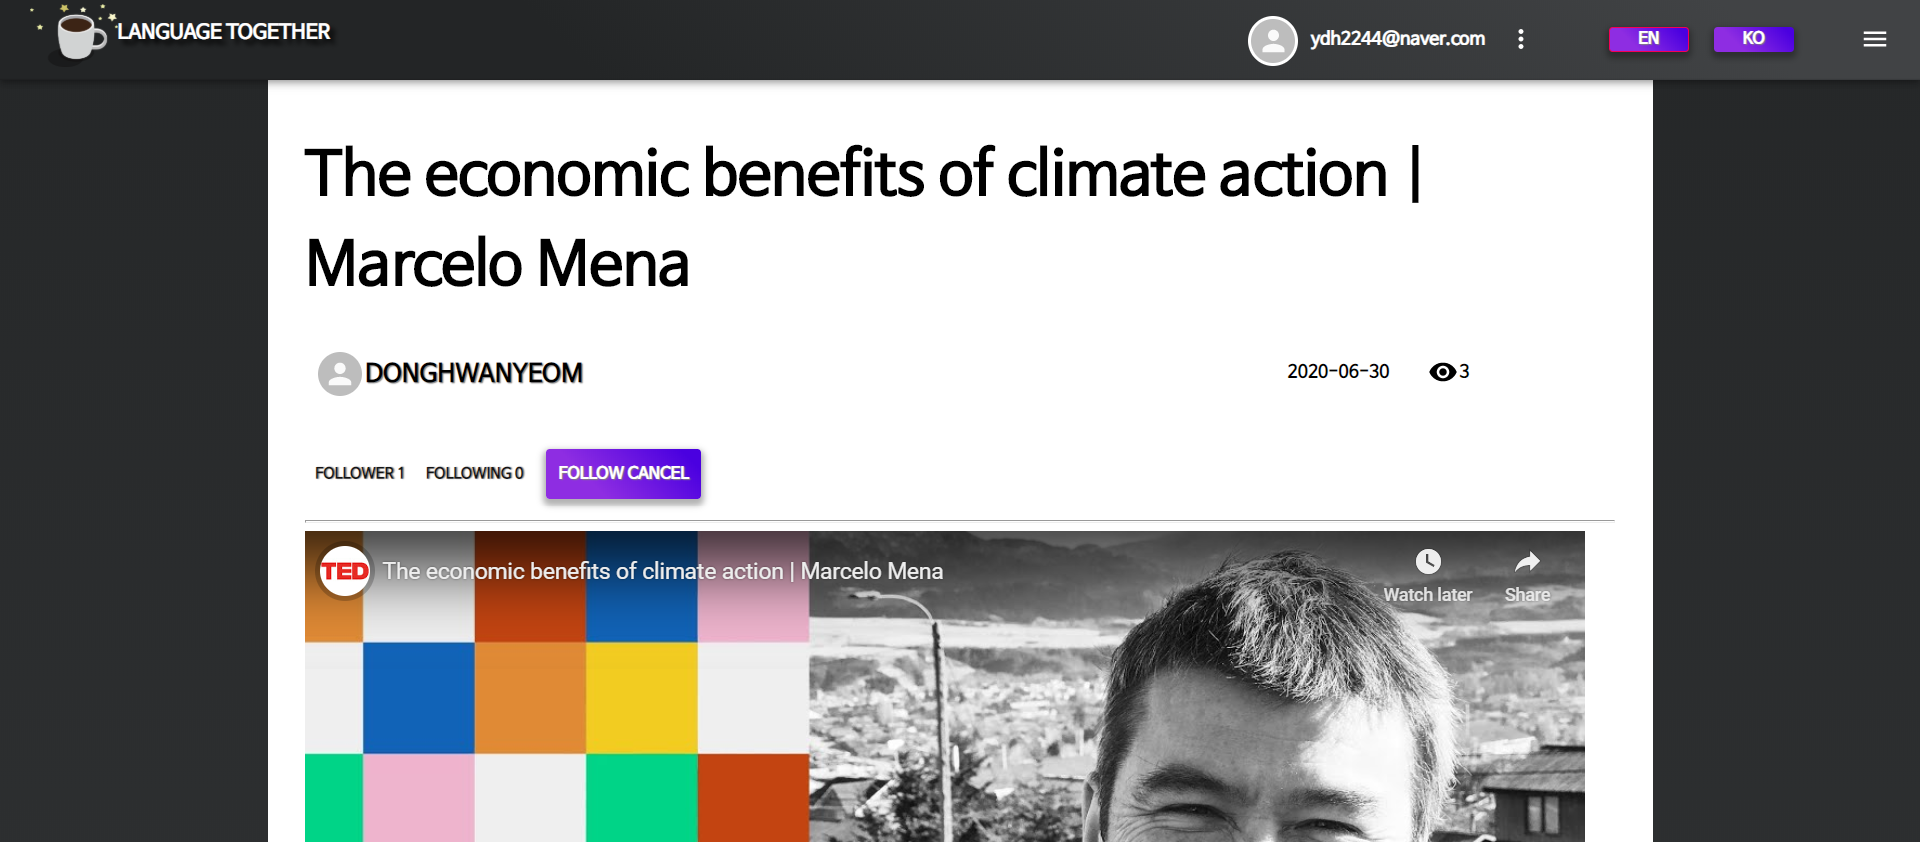 LANGUAGE TOGETHER
ydh2244@naver.com
EN
KO
The economic benefits of climate action |
Marcelo Mena
DONGHWANYEOM
2020-06-30
3
FOLLOWER 1
FOLLOWING 0
FOLLOW CANCEL
TED
The economic benefits of climate action | Marcelo Mena
Watch later
Share